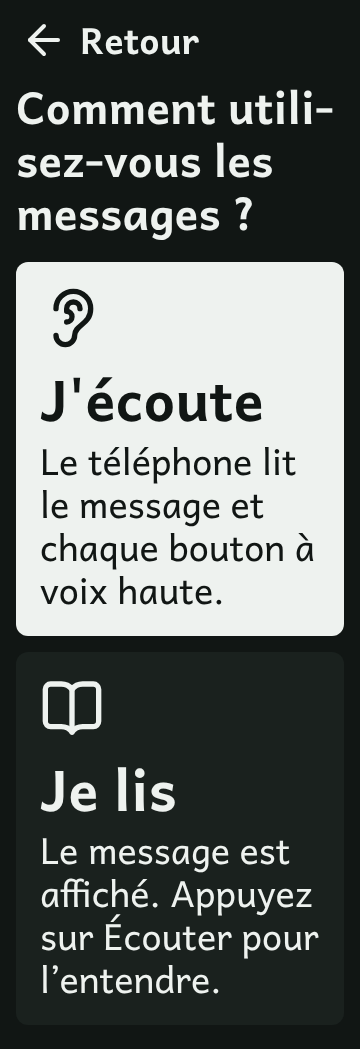 Retour
Comment utili-
sez-vous les
messages ?
J'écoute
Le téléphone lit
le message et
chaque bouton à
voix haute.
Je lis
Le message est
affiché. Appuyez
sur Écouter pour
l’entendre.